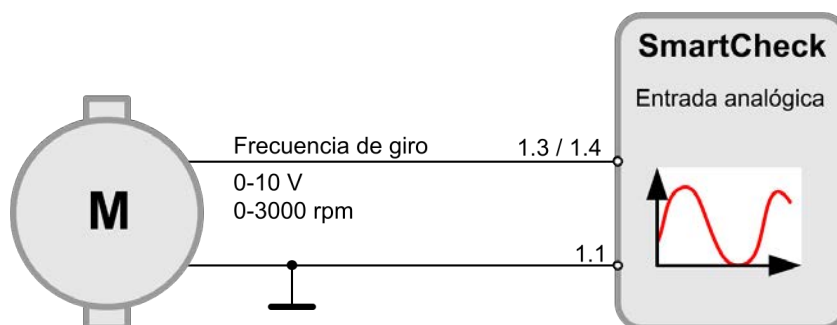 SmartCheck
Entrada analógica
Frecuencia de giro
1.3 / 1.4
0-10 V
0-3000 rpm
M
1.1